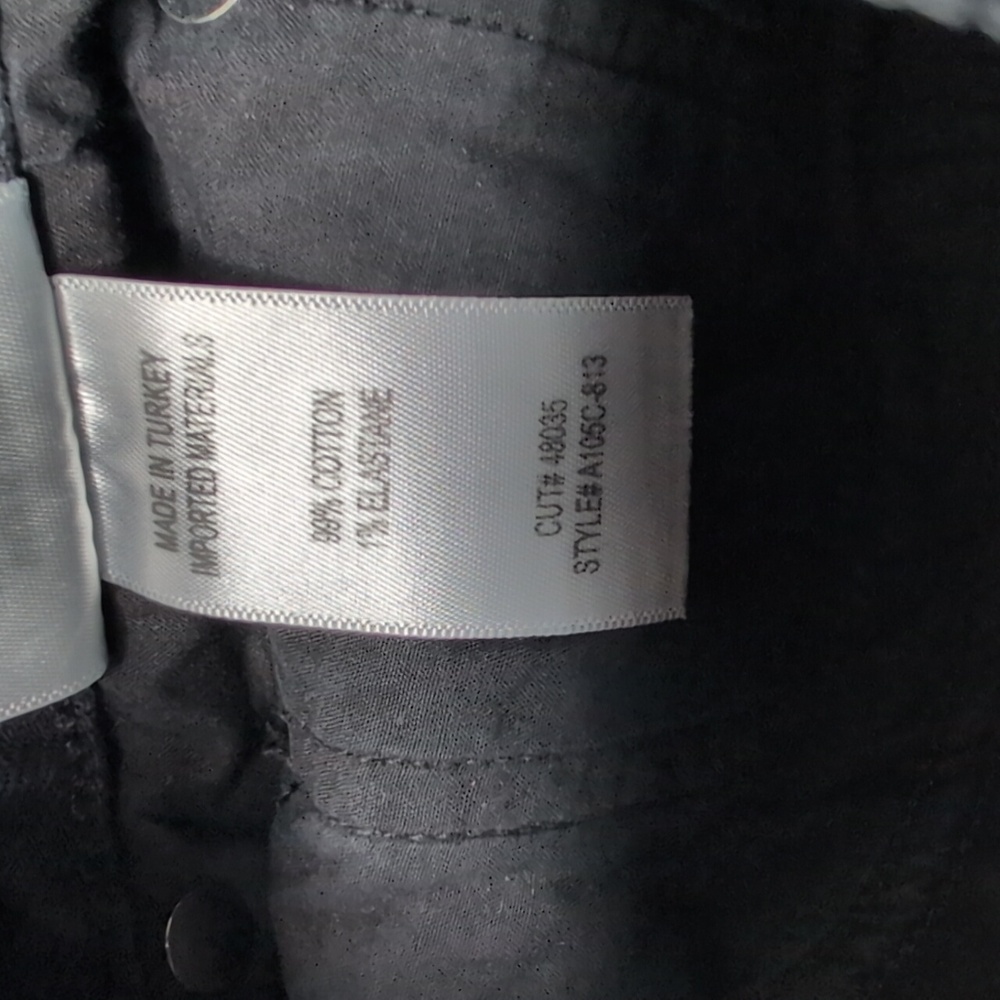 MADE IN TURKEY
IMPORTED MATERIALS
99% COTTON
1% ELASTANE
CUT# 48035
STYLE# A105C-813